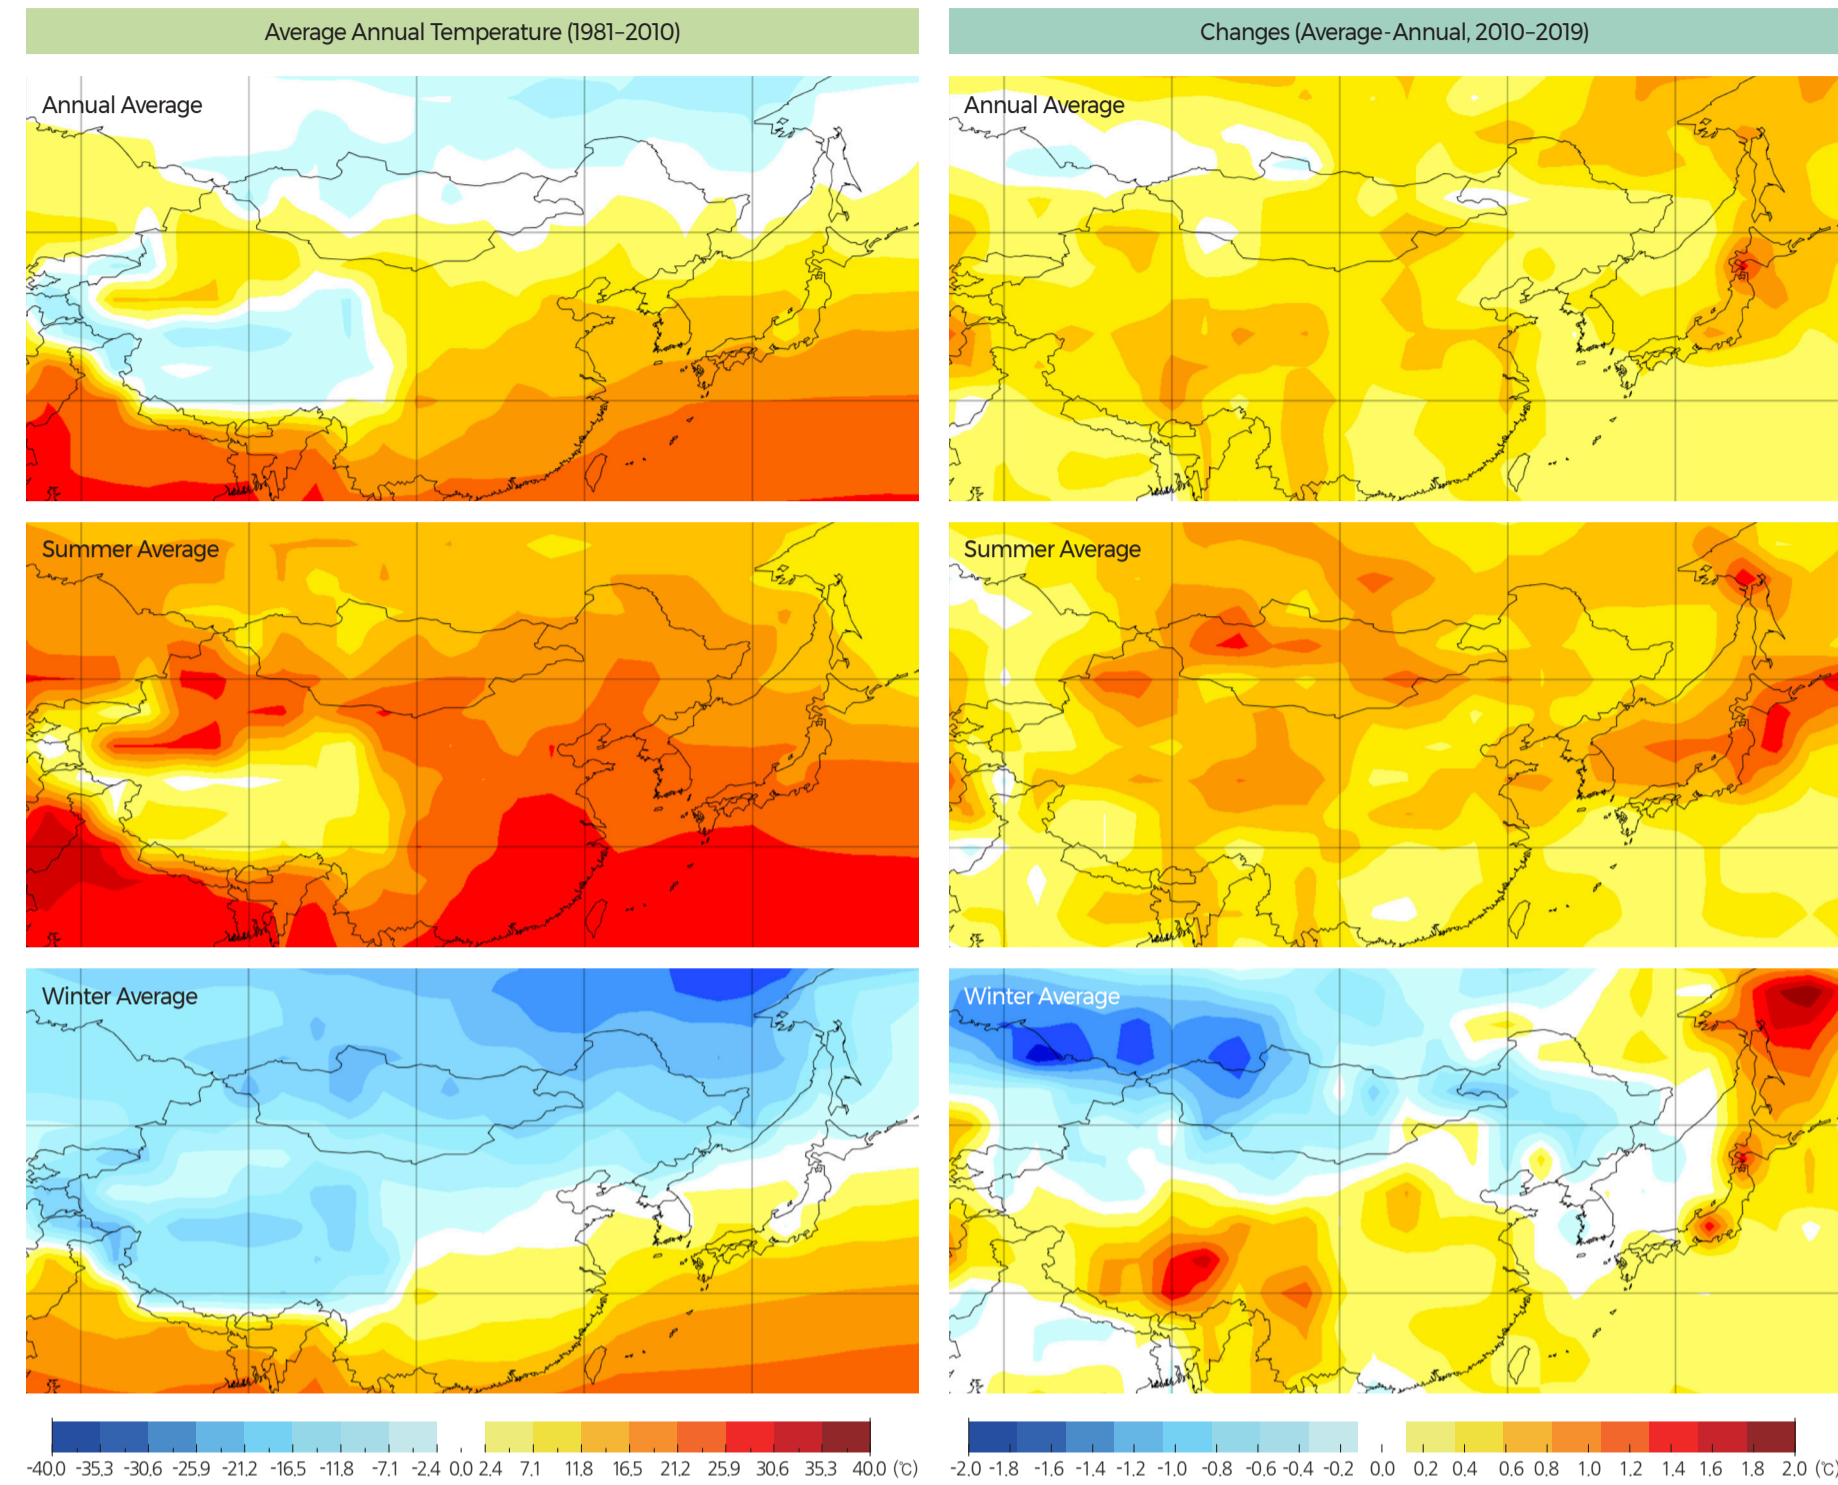 Average Annual Temperature (1981–2010)
Changes (Average-Annual, 2010–2019)
Annual Average
Annual Average
Summer Average
Summer Average
Winter Average
Winter Average
-40.0 -35.3 -30.6 -25.9 -21.2 -16.5 -11.8 -7.1 -2.4 0.0 2.4 7.1 11.8 16.5 21.2 25.9 30.6 35.3 40.0 (℃)
-2.0 -1.8 -1.6 -1.4 -1.2 -1.0 -0.8 -0.6 -0.4 -0.2 0.0 0.2 0.4 0.6 0.8 1.0 1.2 1.4 1.6 1.8 2.0 (℃)